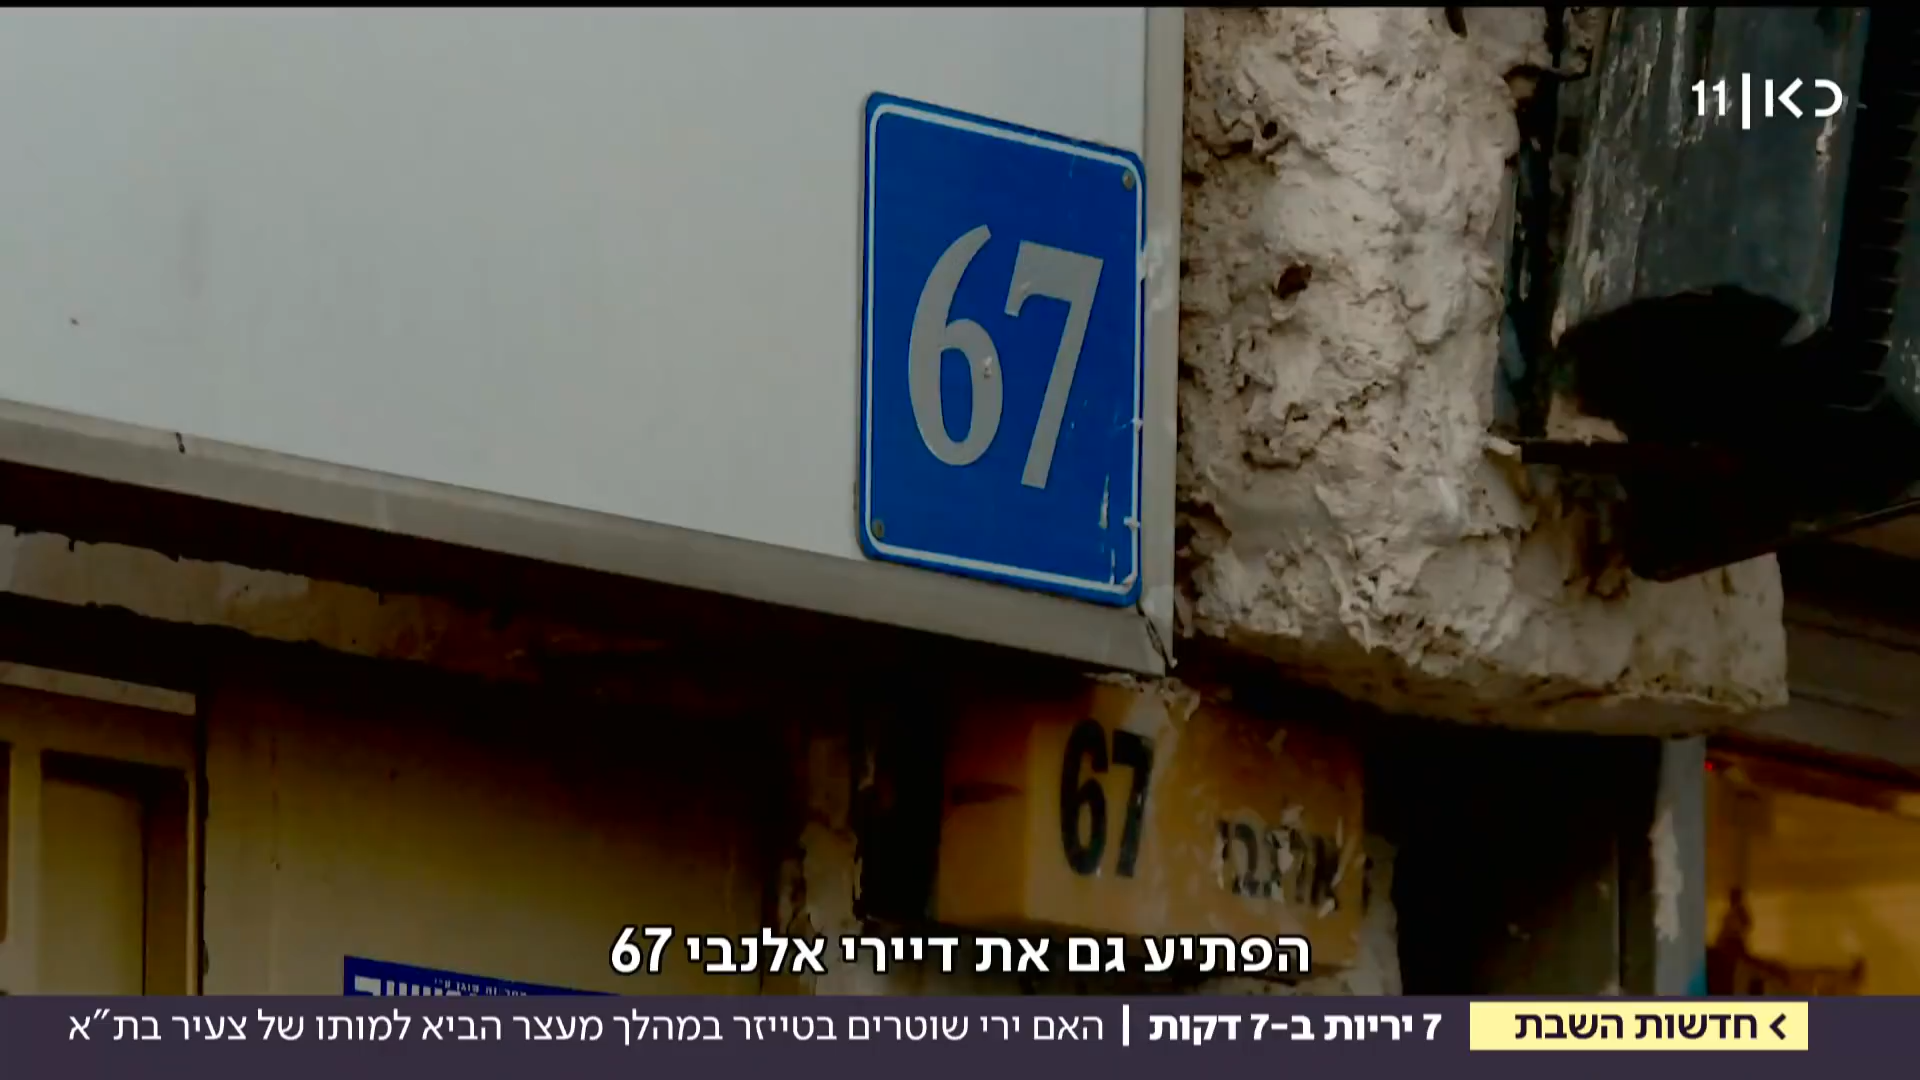 כאן 11
67
67
אלנבי
הפתיע גם את דיירי אלנבי 67
חדשות השבת
7 יריות ב-7 דקות | האם ירי שוטרים בטייזר במהלך מעצר הביא למותו של צעיר בת"א